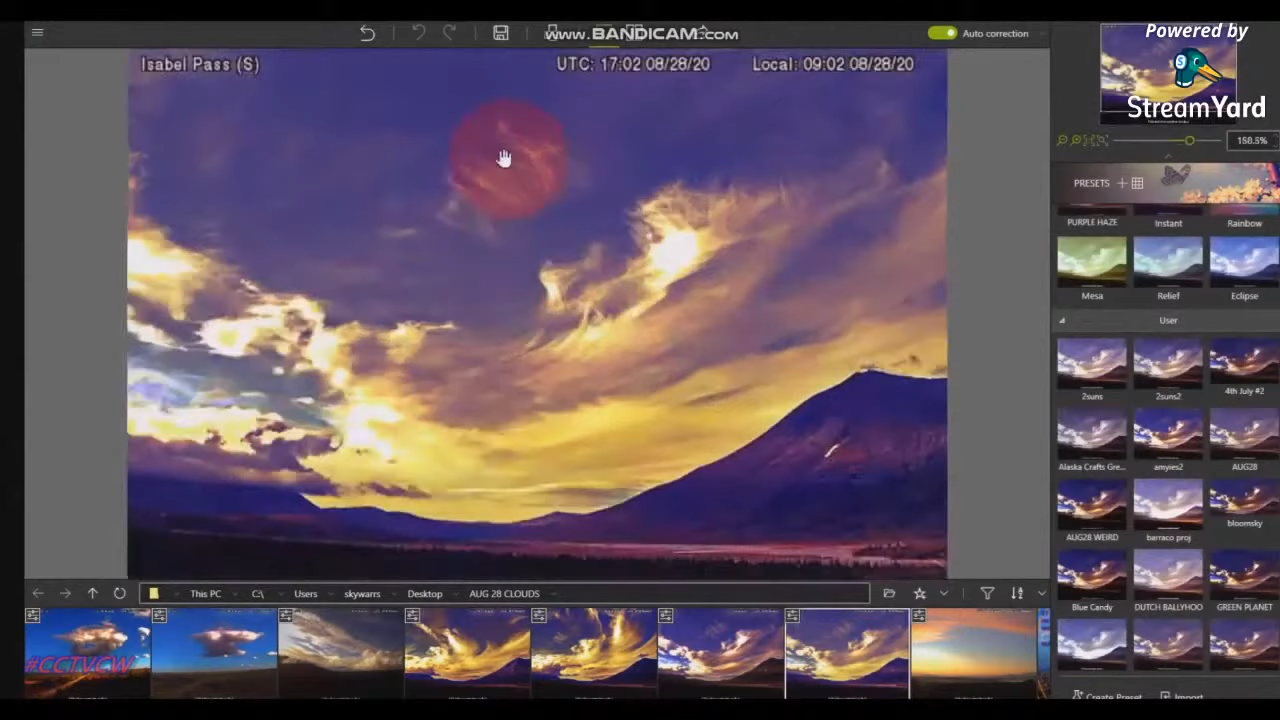 www.BANDICAM.com
Auto correction
Powered by
StreamYard
Isabel Pass (S)
UTC: 17:02 08/28/20
Local: 09:02 08/28/20
158.5%
PRESETS
PURPLE HAZE
Instant
Rainbow
Mesa
Relief
Eclipse
User
2suns
2suns2
4th July #2
Alaska Crafts Gre...
amyies2
AUG28
AUG28 WEIRD
barraco proj
bloomsky
Blue Candy
DUTCH BALLYHOO
GREEN PLANET
This PC
C:\
Users
skywarrs
Desktop
AUG 28 CLOUDS
#CCTVCW
Create Preset
Import